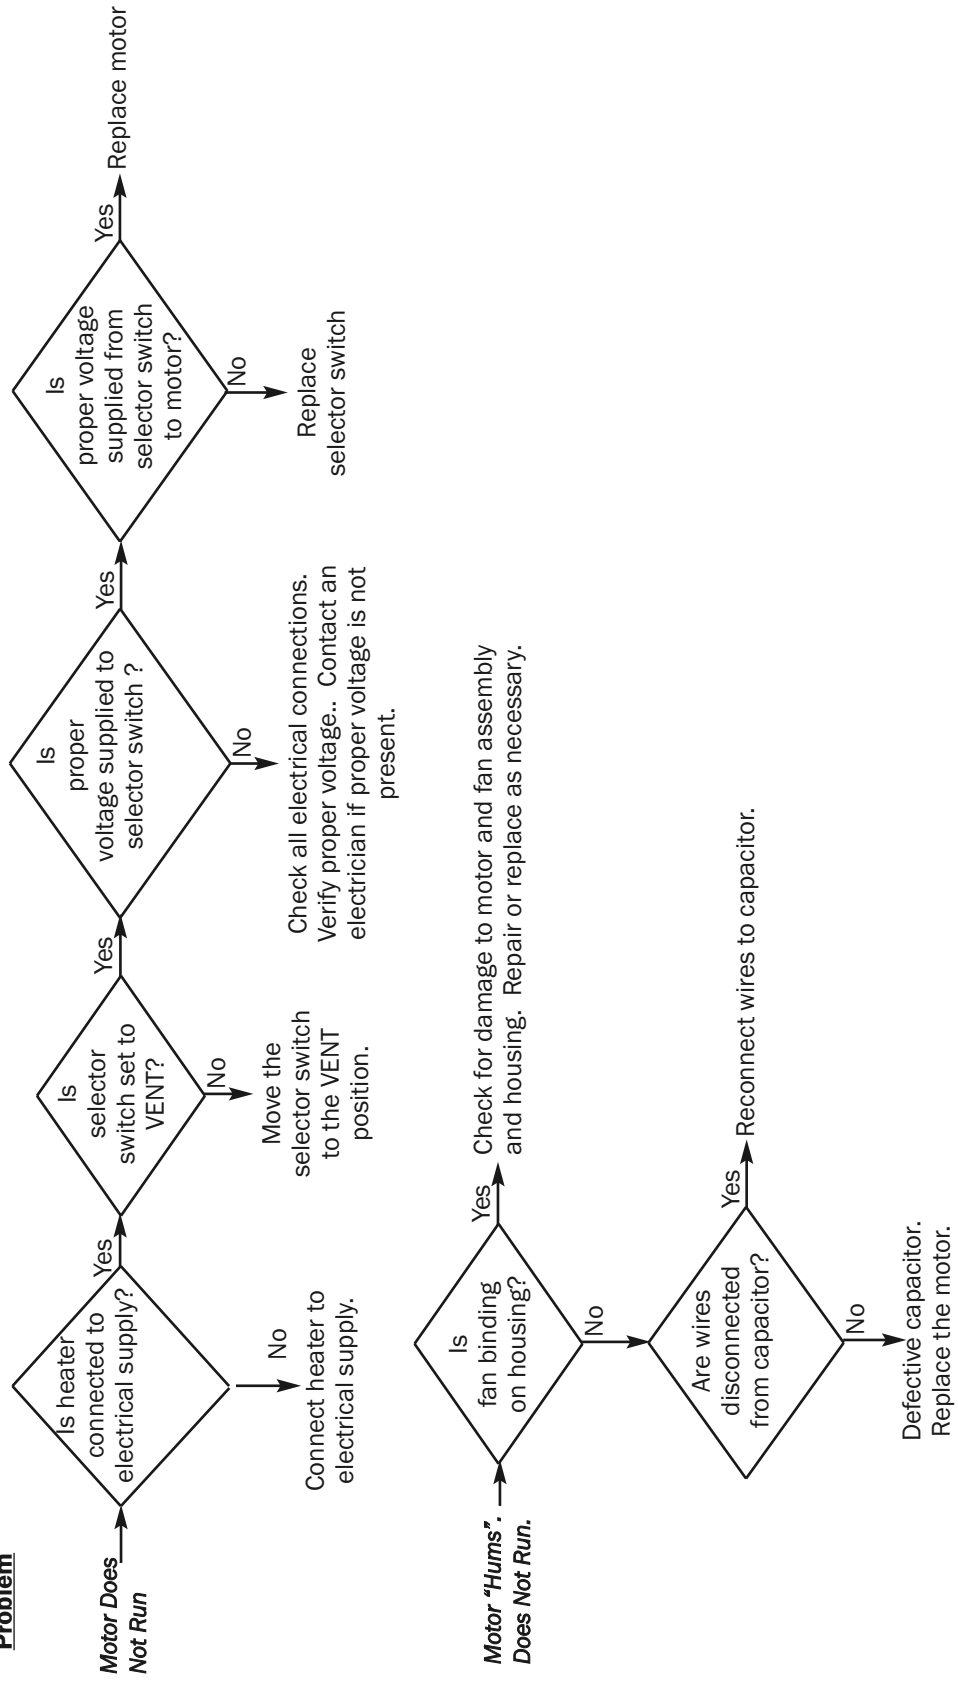 Problem
Motor Does
Not Run
Is heater
connected to
electrical supply?
Yes
No
Connect heater to
electrical supply.
Is
selector
switch set to
VENT?
Yes
No
Move the
selector switch
to the VENT
position.
Is
proper
voltage supplied to
selector switch ?
Yes
No
Check all electrical connections.
Verify proper voltage.. Contact an
electrician if proper voltage is not
present.
Is
proper voltage
supplied from
selector switch
to motor?
Yes
Replace motor
No
Replace
selector switch
Motor “Hums”.
Does Not Run.
Is
fan binding
on housing?
Yes
Check for damage to motor and fan assembly
and housing. Repair or replace as necessary.
No
Are wires
disconnected
from capacitor?
Yes
Reconnect wires to capacitor.
No
Defective capacitor.
Replace the motor.